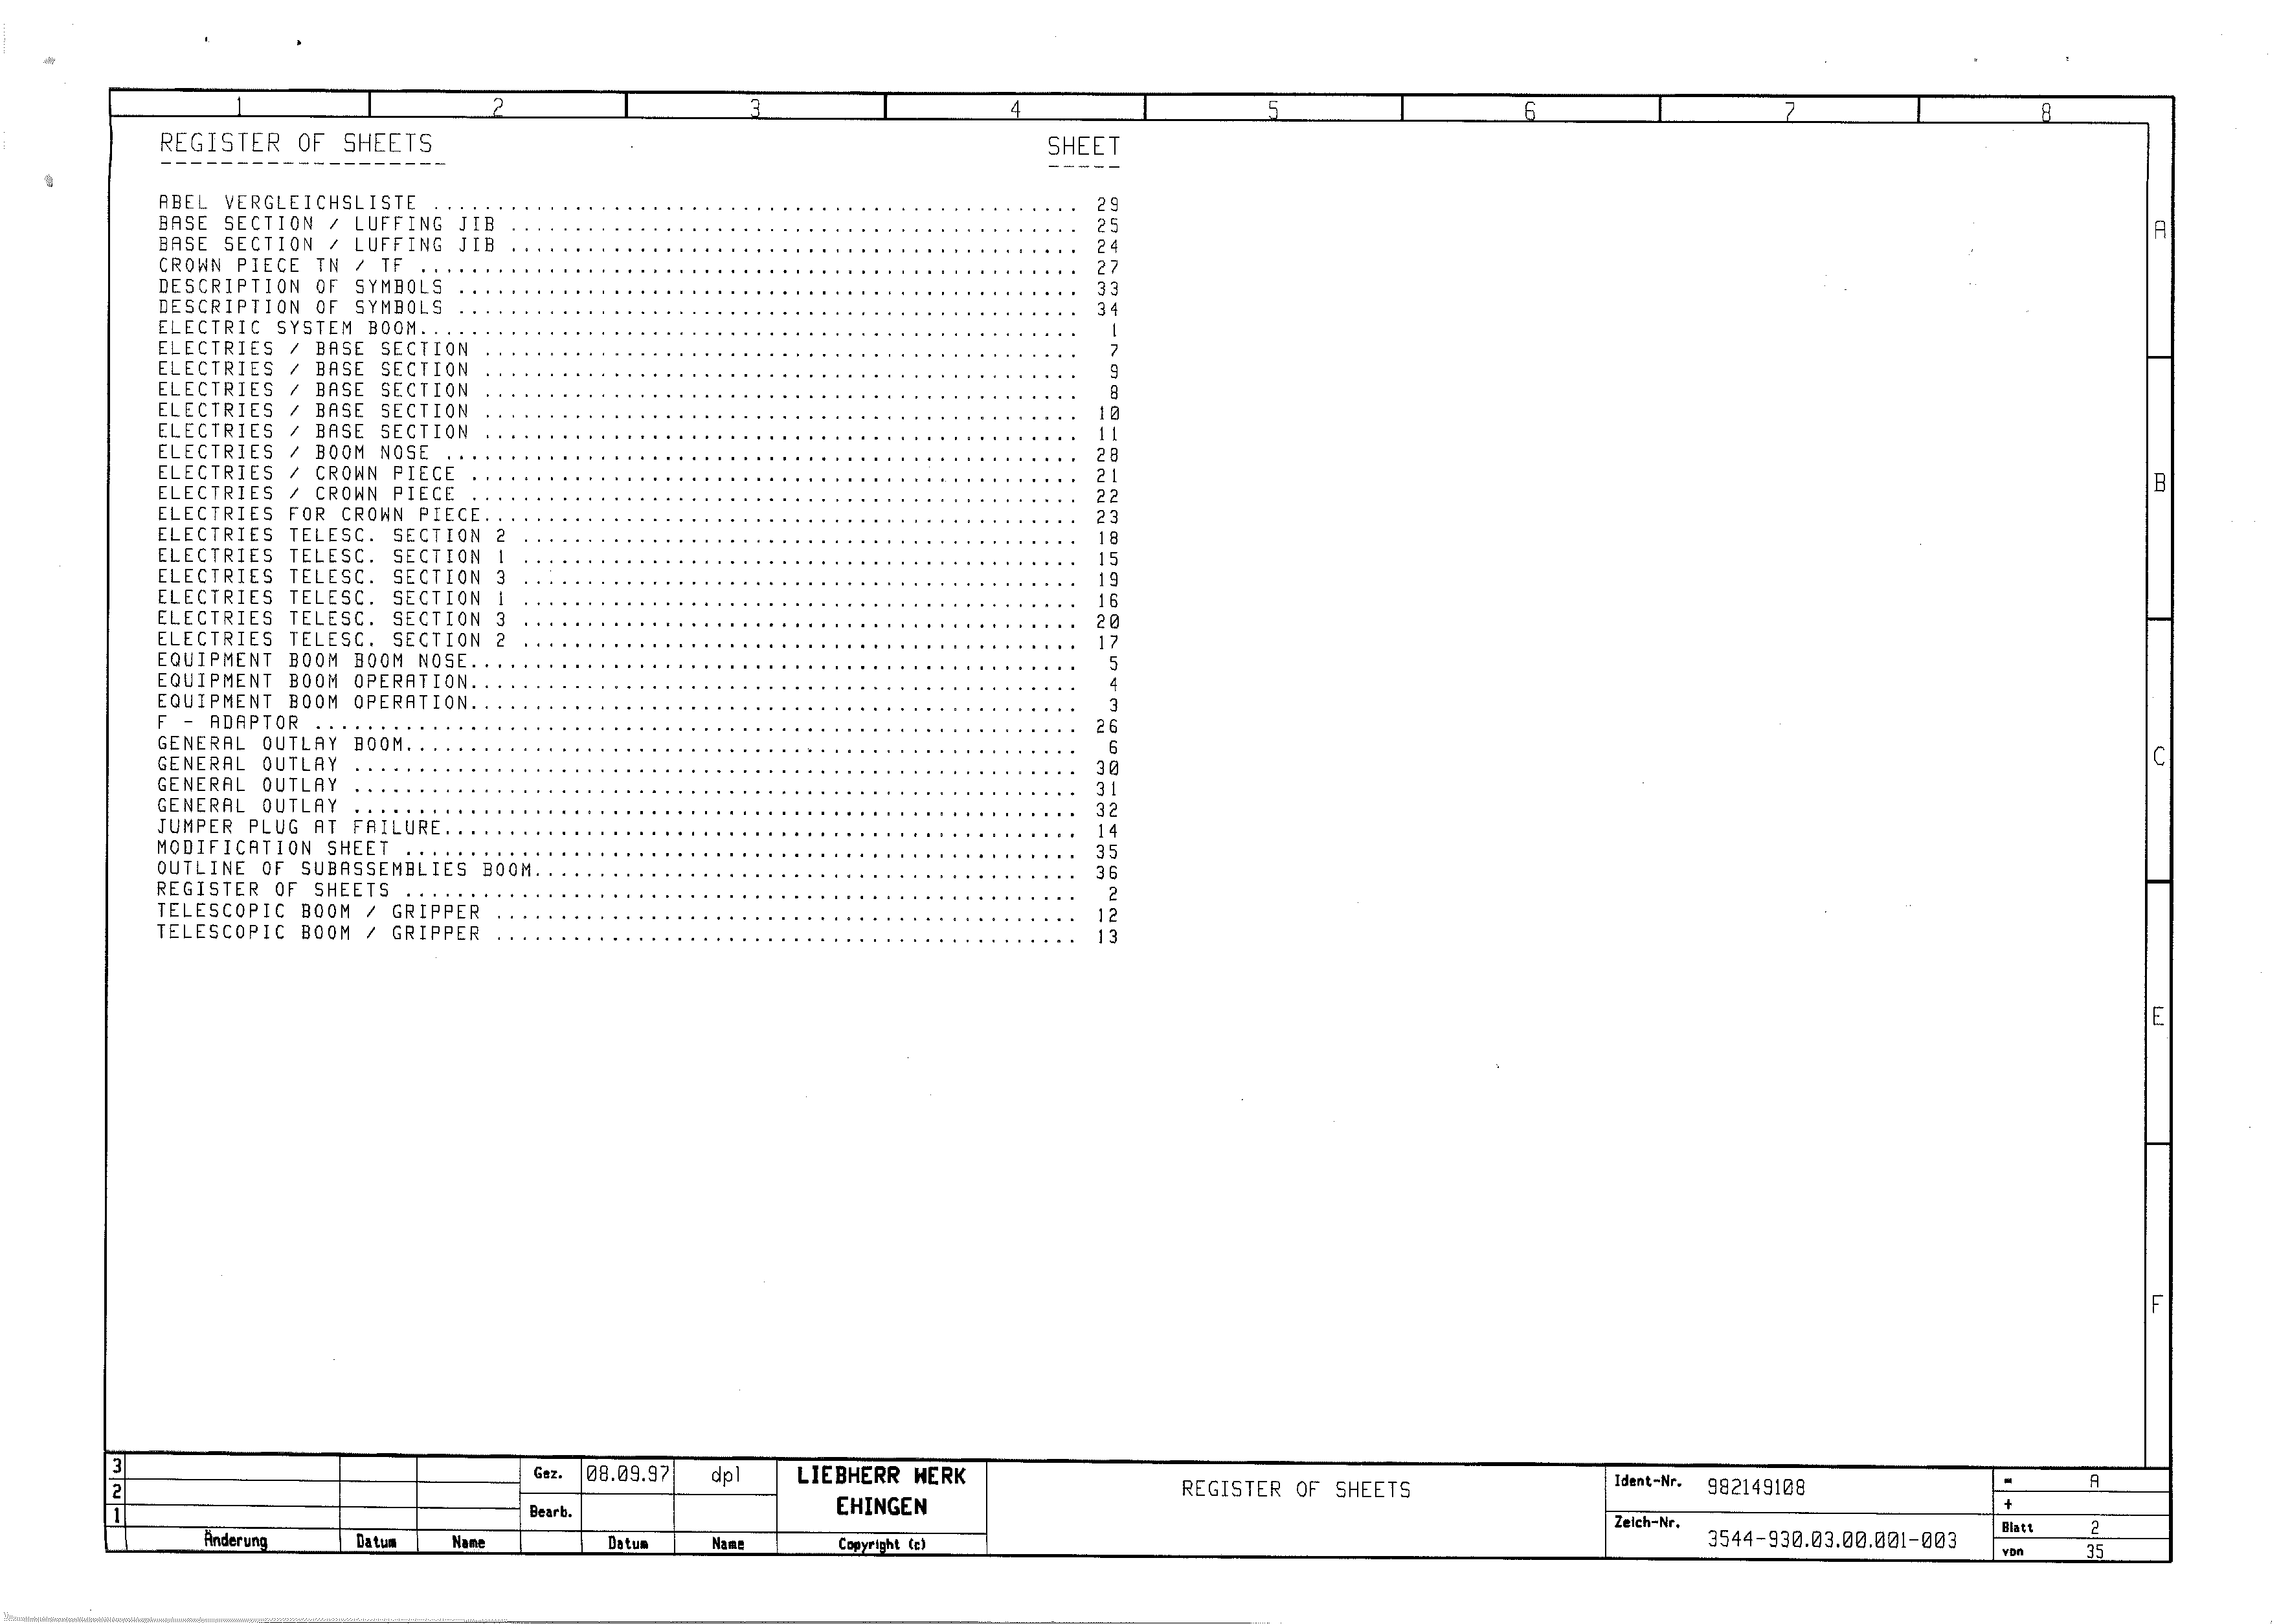 1 2 3 4 5 6 7 8
REGISTER OF SHEETS SHEET
------------------ -----
ABEL VERGLEICHSLISTE .................................................. 29
BASE SECTION / LUFFING JIB ............................................ 25
BASE SECTION / LUFFING JIB ............................................ 24
CROWN PIECE TN / TF ................................................... 27
DESCRIPTION OF SYMBOLS ................................................ 33
DESCRIPTION OF SYMBOLS ................................................ 34
ELECTRIC SYSTEM BOOM................................................... 1
ELECTRIES / BASE SECTION .............................................. 7
ELECTRIES / BASE SECTION .............................................. 9
ELECTRIES / BASE SECTION .............................................. 8
ELECTRIES / BASE SECTION .............................................. 10
ELECTRIES / BASE SECTION .............................................. 11
ELECTRIES / BOOM NOSE ................................................. 28
ELECTRIES / CROWN PIECE ............................................... 21
ELECTRIES / CROWN PIECE ............................................... 22
ELECTRIES FOR CROWN PIECE.............................................. 23
ELECTRIES TELESC. SECTION 2 ........................................... 18
ELECTRIES TELESC. SECTION 1 ........................................... 15
ELECTRIES TELESC. SECTION 3 ........................................... 19
ELECTRIES TELESC. SECTION 1 ........................................... 16
ELECTRIES TELESC. SECTION 3 ........................................... 20
ELECTRIES TELESC. SECTION 2 ........................................... 17
EQUIPMENT BOOM BOOM NOSE............................................... 5
EQUIPMENT BOOM OPERATION............................................... 4
EQUIPMENT BOOM OPERATION............................................... 3
F - ADAPTOR ........................................................... 26
GENERAL OUTLAY BOOM.................................................... 6
GENERAL OUTLAY ........................................................ 30
GENERAL OUTLAY ........................................................ 31
GENERAL OUTLAY ........................................................ 32
JUMPER PLUG AT FAILURE................................................. 14
MODIFICATION SHEET .................................................... 35
OUTLINE OF SUBASSEMBLIES BOOM.......................................... 36
REGISTER OF SHEETS .................................................... 2
TELESCOPIC BOOM / GRIPPER ............................................. 12
TELESCOPIC BOOM / GRIPPER ............................................. 13
A
B
C
E
F
3
2
1
Änderung Datum Name
Gez. 08.09.97 dpl
Bearb.
Datum Name
LIEBHERR WERK
EHINGEN
Copyright (c)
REGISTER OF SHEETS
Ident-Nr. 982149108
Zeich-Nr. 3544-930.03.00.001-003
= A
+
Blatt 2
von 35